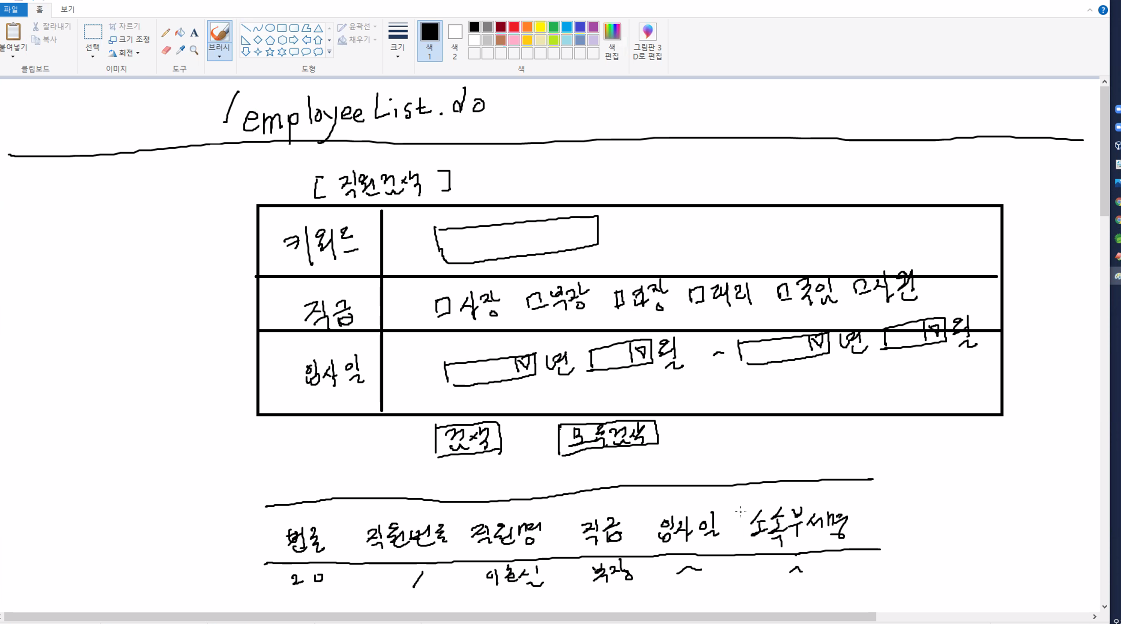 파일 홈 보기
붙여넣기 잘라내기 복사 클립보드
선택 자르기 크기 조정 회전 이미지
도구
브러시
윤곽선 채우기 도형
크기
색 1 색 2 색 편집 색
그림판 3D로 편집
/employeeList.do
[ 직원검색 ]
키워드
직급 사장 부장 과장 대리 주임 사원
입사일 년 월 ~ 년 월
검색 모두검색
번호 직원번호 직원명 직급 입사일 소속부서명
20 1 이순신 부장 ~ ~